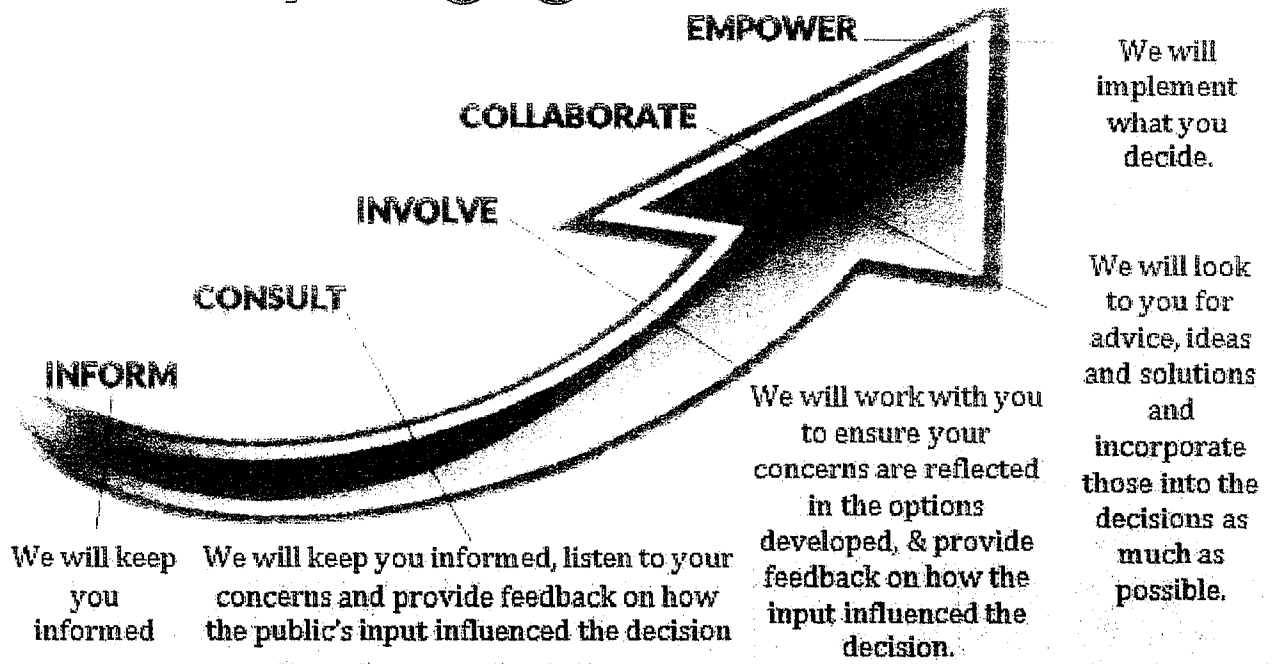 EMPOWER
COLLABORATE
INVOLVE
CONSULT
INFORM
We will keep
you
informed
We will keep you informed, listen to your
concerns and provide feedback on how
the public's input influenced the decision
We will work with you
to ensure your
concerns are reflected
in the options
developed, & provide
feedback on how the
input influenced the
decision.
We will look
to you for
advice, ideas
and solutions
and
incorporate
those into the
decisions as
much as
possible.
We will
implement
what you
decide.